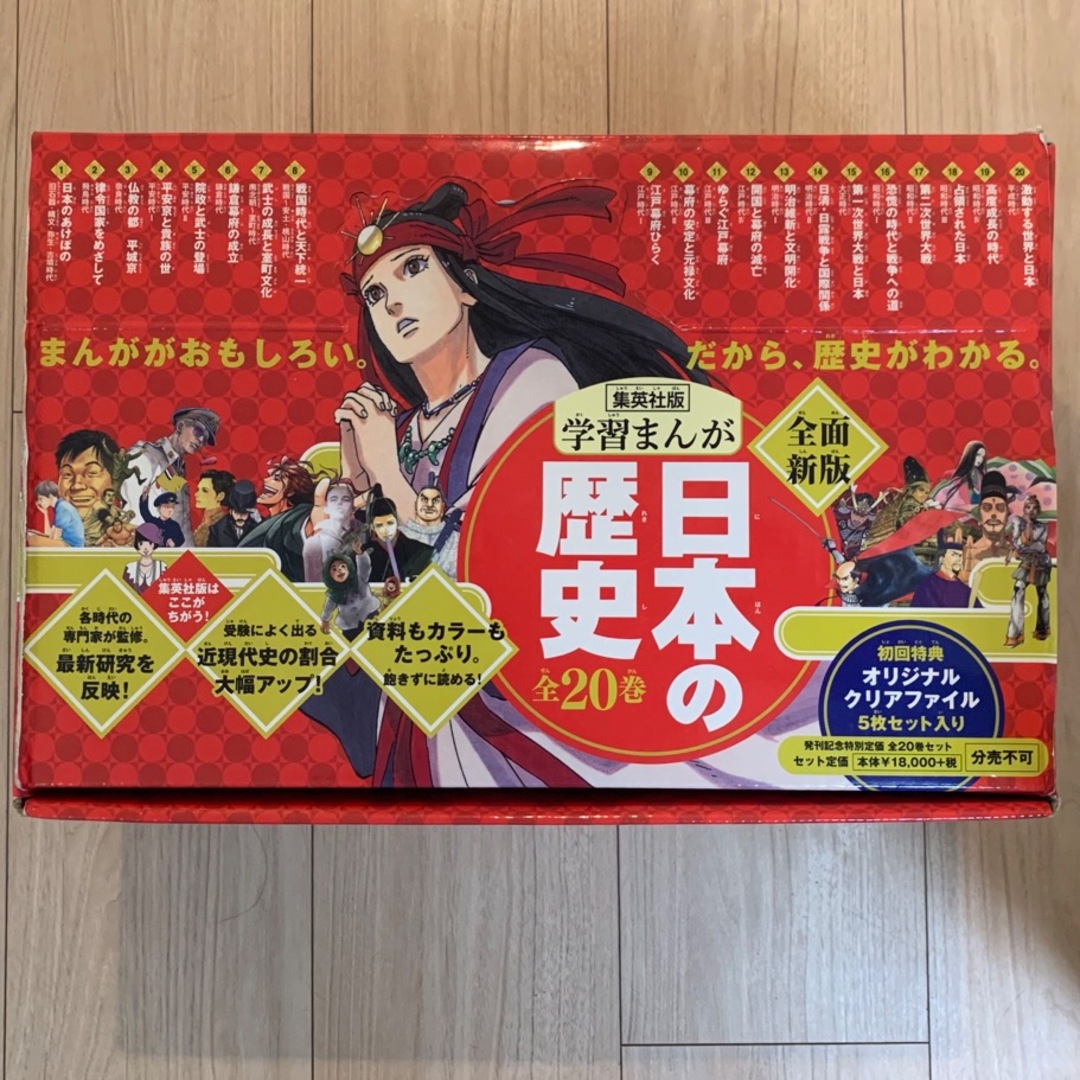 1 日本のあけぼの
旧石器・縄文・弥生・古墳時代
2 律令国家をめざして
飛鳥時代
3 仏教の都 平城京
奈良時代
4 平安京と貴族の世
平安時代Ⅰ
5 院政と武士の登場
平安時代Ⅱ
6 鎌倉幕府の成立
鎌倉時代
7 武士の成長と室町文化
南北朝〜室町時代
8 戦国時代と天下統一
戦国・安土・桃山時代
9 江戸幕府ひらく
江戸時代Ⅰ
10 幕府の安定と元禄文化
江戸時代Ⅱ
11 ゆらぐ江戸幕府
江戸時代Ⅲ
12 開国と幕府の滅亡
13 明治維新と文明開化
明治時代Ⅰ
14 日清・日露戦争と国際関係
明治時代Ⅱ
15 第一次世界大戦と日本
大正時代
16 恐慌の時代と戦争への道
昭和時代Ⅰ
17 第二次世界大戦
昭和時代Ⅱ
18 占領された日本
19 高度成長の時代
20 激動する世界と日本
平成時代
まんががおもしろい。
だから、歴史がわかる。
集英社版
学習まんが
日本の
歴史
全20巻
全面
新版
集英社版は
ここが
ちがう!
各時代の
専門家が監修。
最新研究を
反映!
受験によく出る
近現代史の割合
大幅アップ!
資料もカラーも
たっぷり。
飽きずに読める!
初回特典
オリジナル
クリアファイル
5枚セット入り
発刊記念特別定価 全20巻セット
セット定価 本体¥18,000+税 分売不可